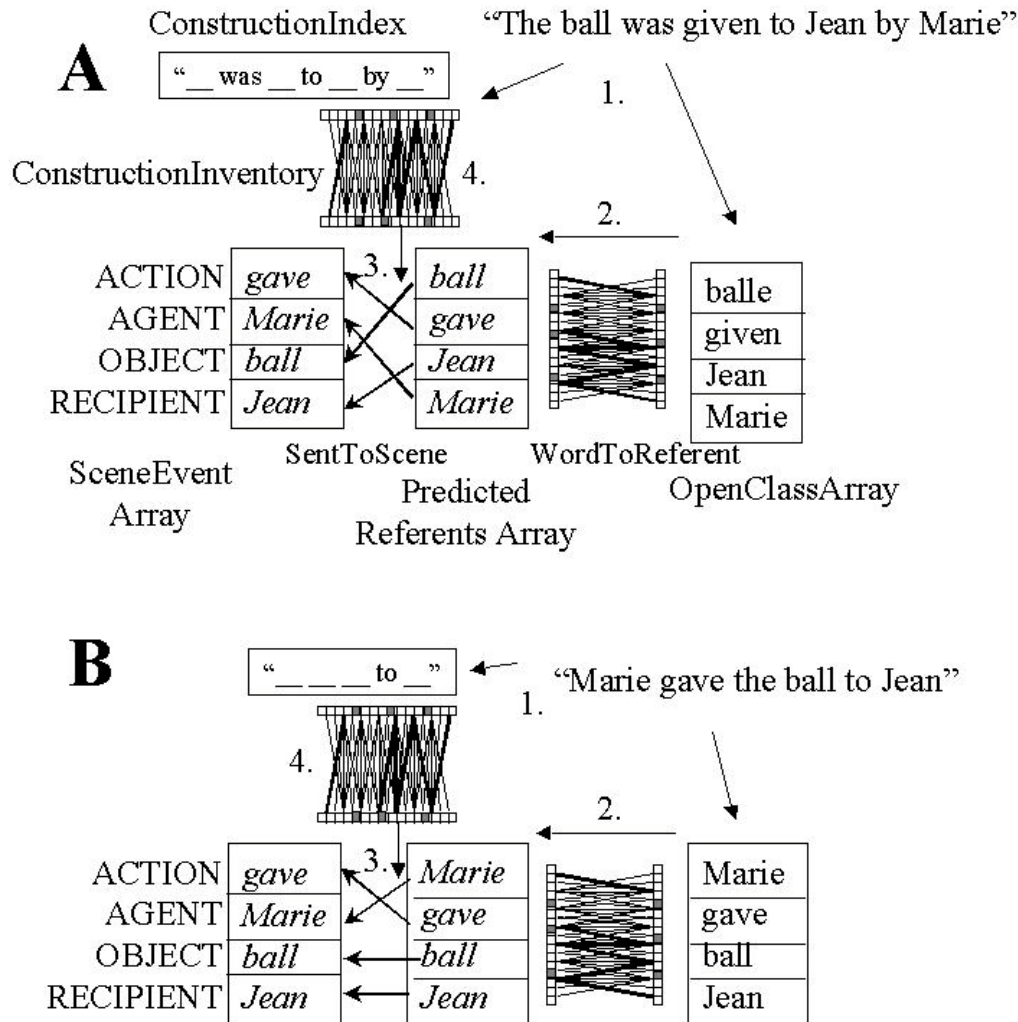 ConstructionIndex
“The ball was given to Jean by Marie”
A
“__ was __ to __ by __”
1.
ConstructionInventory
4.
2.
3.
ACTION gave ball balle
AGENT Marie gave given
OBJECT ball Jean Jean
RECIPIENT Jean Marie Marie
SentToScene WordToReferent
SceneEvent Array
Predicted Referents Array
OpenClassArray
B
“__ __ __ to __”
1.
“Marie gave the ball to Jean”
4.
2.
3.
ACTION gave Marie Marie
AGENT Marie gave gave
OBJECT ball ball ball
RECIPIENT Jean Jean Jean